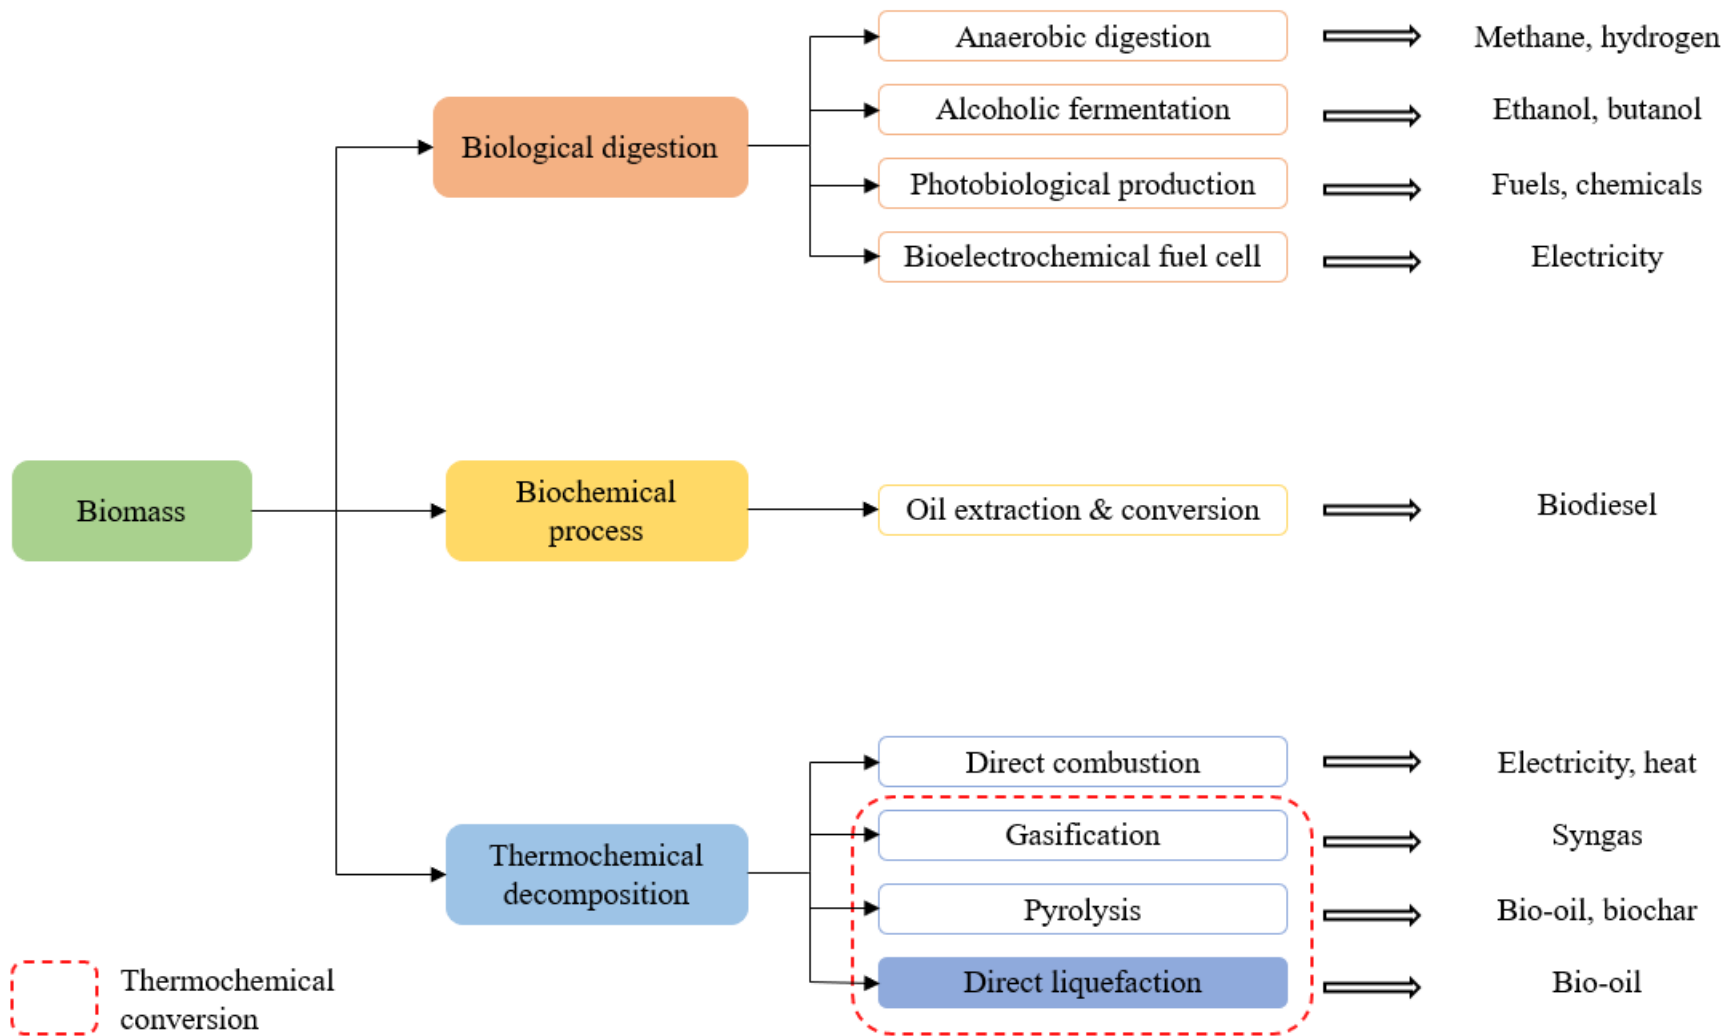 Anaerobic digestion
Methane, hydrogen
Alcoholic fermentation
Ethanol, butanol
Biological digestion
Photobiological production
Fuels, chemicals
Bioelectrochemical fuel cell
Electricity
Biomass
Biochemical
process
Oil extraction & conversion
Biodiesel
Direct combustion
Electricity, heat
Gasification
Syngas
Thermochemical
decomposition
Pyrolysis
Bio-oil, biochar
Direct liquefaction
Bio-oil
Thermochemical
conversion